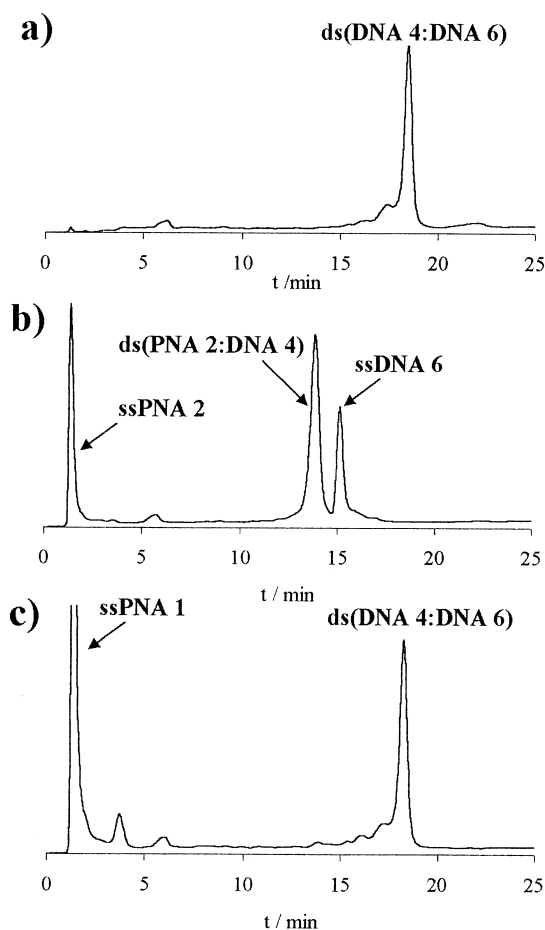 a)
ds(DNA 4:DNA 6)
0 5 10 15 20 25
t /min
b)
ds(PNA 2:DNA 4)
ssDNA 6
ssPNA 2
0 5 10 15 20 25
t / min
c)
ssPNA 1
ds(DNA 4:DNA 6)
0 5 10 15 20 25
t / min